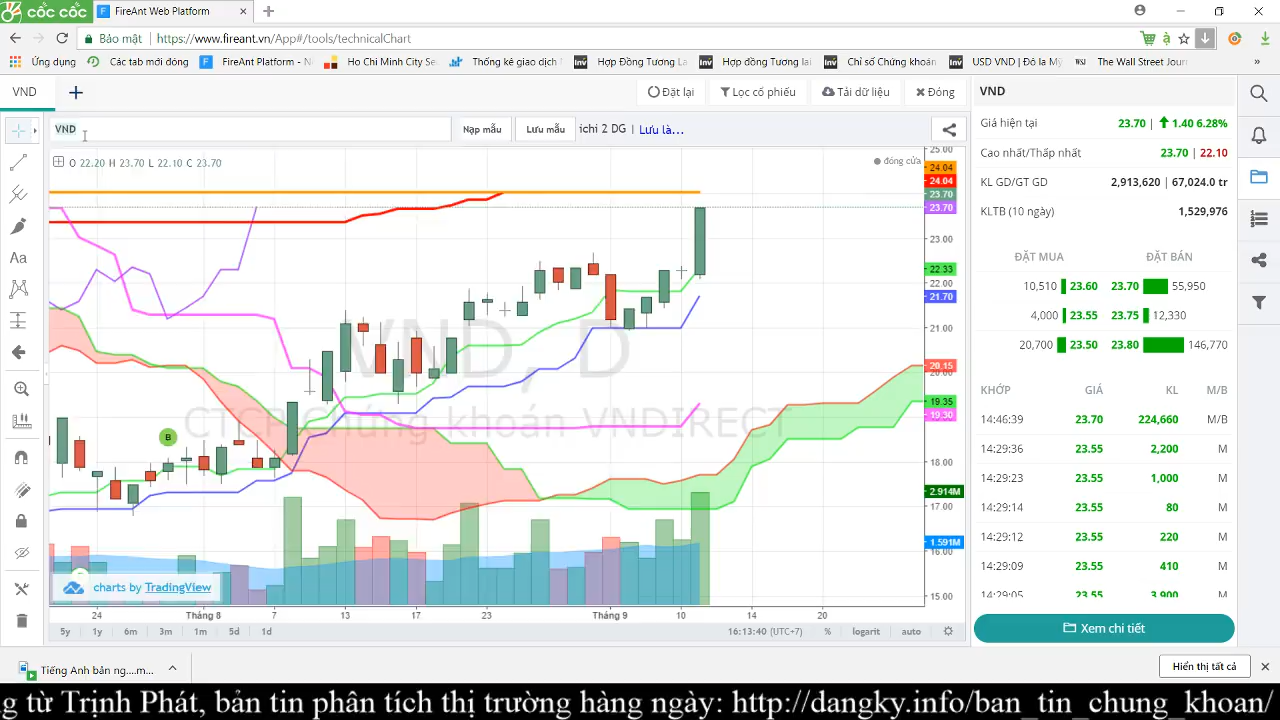 cốc cốc FireAnt Web Platform
Bảo mật https://www.fireant.vn/App#/tools/technicalChart
Ứng dụng Các tab mới đóng FireAnt Platform - N Ho Chi Minh City Se Thống kê giao dịch Hợp Đồng Tương La Hợp đồng Tương lai Chỉ số Chứng khoán USD VND | Đô la Mỹ The Wall Street Jour
VND Đặt lại Lọc cổ phiếu Tải dữ liệu Đóng
VND Nạp mẫu Lưu mẫu ichi 2 DG | Lưu là...
O 22.20 H 23.70 L 22.10 C 23.70
đóng cửa
VND, D
CTCP Chứng khoán VNDIRECT
B
25.00
24.04
24.04
23.70
23.70
23.00
22.33
22.00
21.70
21.00
20.15
20.00
19.35
19.30
18.00
2.914M
17.00
1.591M
16.00
15.00
charts by TradingView
24 Tháng 8 7 13 17 23 Tháng 9 10 14 20
5y 1y 6m 3m 1m 5d 1d 16:13:40 (UTC+7) % logarit auto
VND
Giá hiện tại 23.70 | 1.40 6.28%
Cao nhất/Thấp nhất 23.70 | 22.10
KL GD/GT GD 2,913,620 | 67,024.0 tr
KLTB (10 ngày) 1,529,976
ĐẶT MUA ĐẶT BÁN
10,510 23.60 23.70 55,950
4,000 23.55 23.75 12,330
20,700 23.50 23.80 146,770
KHỚP GIÁ KL M/B
14:46:39 23.70 224,660 M/B
14:29:36 23.55 2,200 M
14:29:23 23.55 1,000 M
14:29:14 23.55 80 M
14:29:12 23.55 220 M
14:29:09 23.55 410 M
14:29:05 23.55 3,900 M
Xem chi tiết
Tiếng Anh bản ng....m... Hiển thị tất cả
g từ Trịnh Phát, bản tin phân tích thị trường hàng ngày: http://dangky.info/ban_tin_chung_khoan/